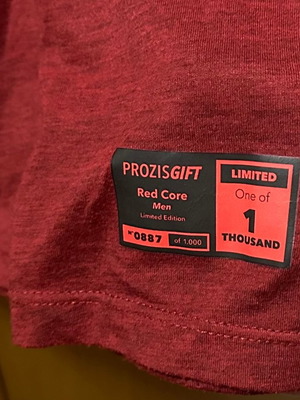 PROZISGIFT
Red Core
Men
Limited Edition
Nº0887 of 1.000
LIMITED
One of
1
THOUSAND